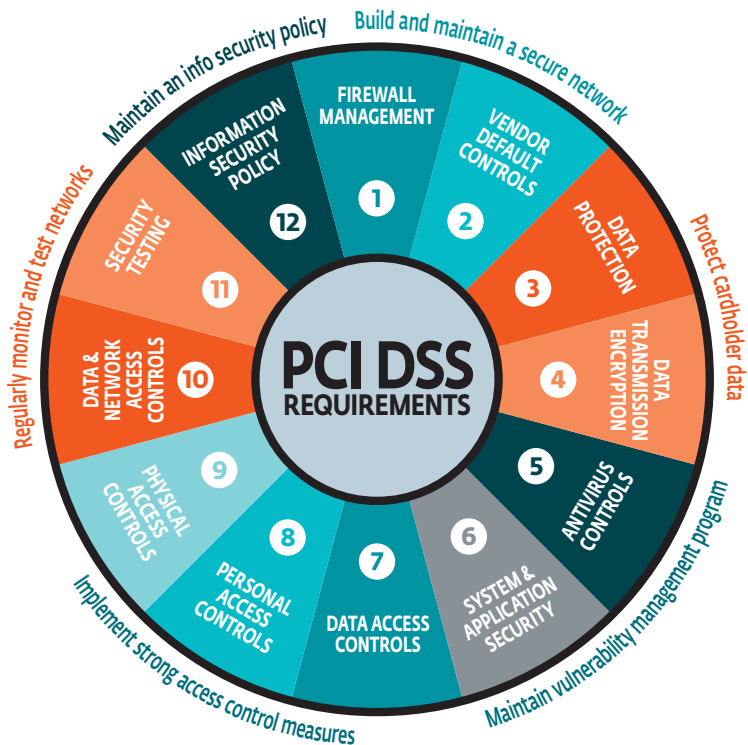 PCI DSS
REQUIREMENTS
Build and maintain a secure network
FIREWALL
MANAGEMENT
1
VENDOR
DEFAULT
CONTROLS
2
Protect cardholder data
DATA
PROTECTION
3
DATA
TRANSMISSION
ENCRYPTION
4
Maintain vulnerability management program
ANTIVIRUS
CONTROLS
5
SYSTEM &
APPLICATION
SECURITY
6
Implement strong access control measures
DATA ACCESS
CONTROLS
7
PERSONAL
ACCESS
CONTROLS
8
PHYSICAL
ACCESS
CONTROLS
9
Regularly monitor and test networks
DATA &
NETWORK
ACCESS
CONTROLS
10
SECURITY
TESTING
11
Maintain an info security policy
INFORMATION
SECURITY
POLICY
12